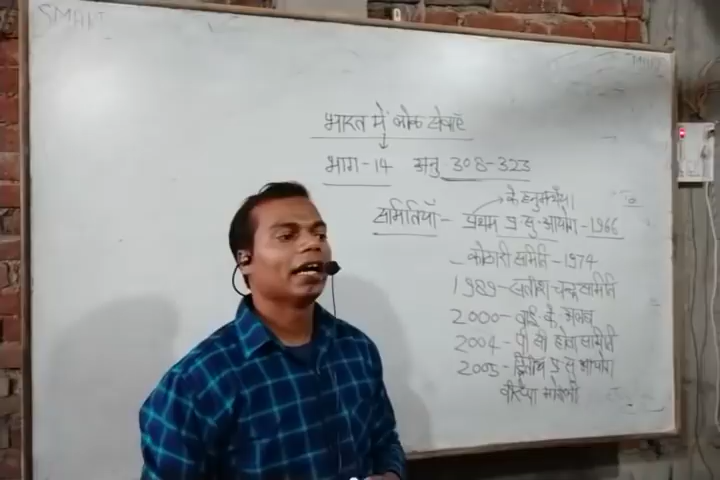 SMART
भारत में लोक सेवाएँ
भाग-14 अनु 308-323
के हनुमंथैया
समितियाँ- प्रथम प्र सु. आयोग - 1966
- कोठारी समिति - 1974
1989 - सतीश चन्द्र समिति
2000 - वाई के अलघ
2004 - पी सी होता समिति
2005 - द्वितीय प्र सु आयोग
वीरप्पा मोइली